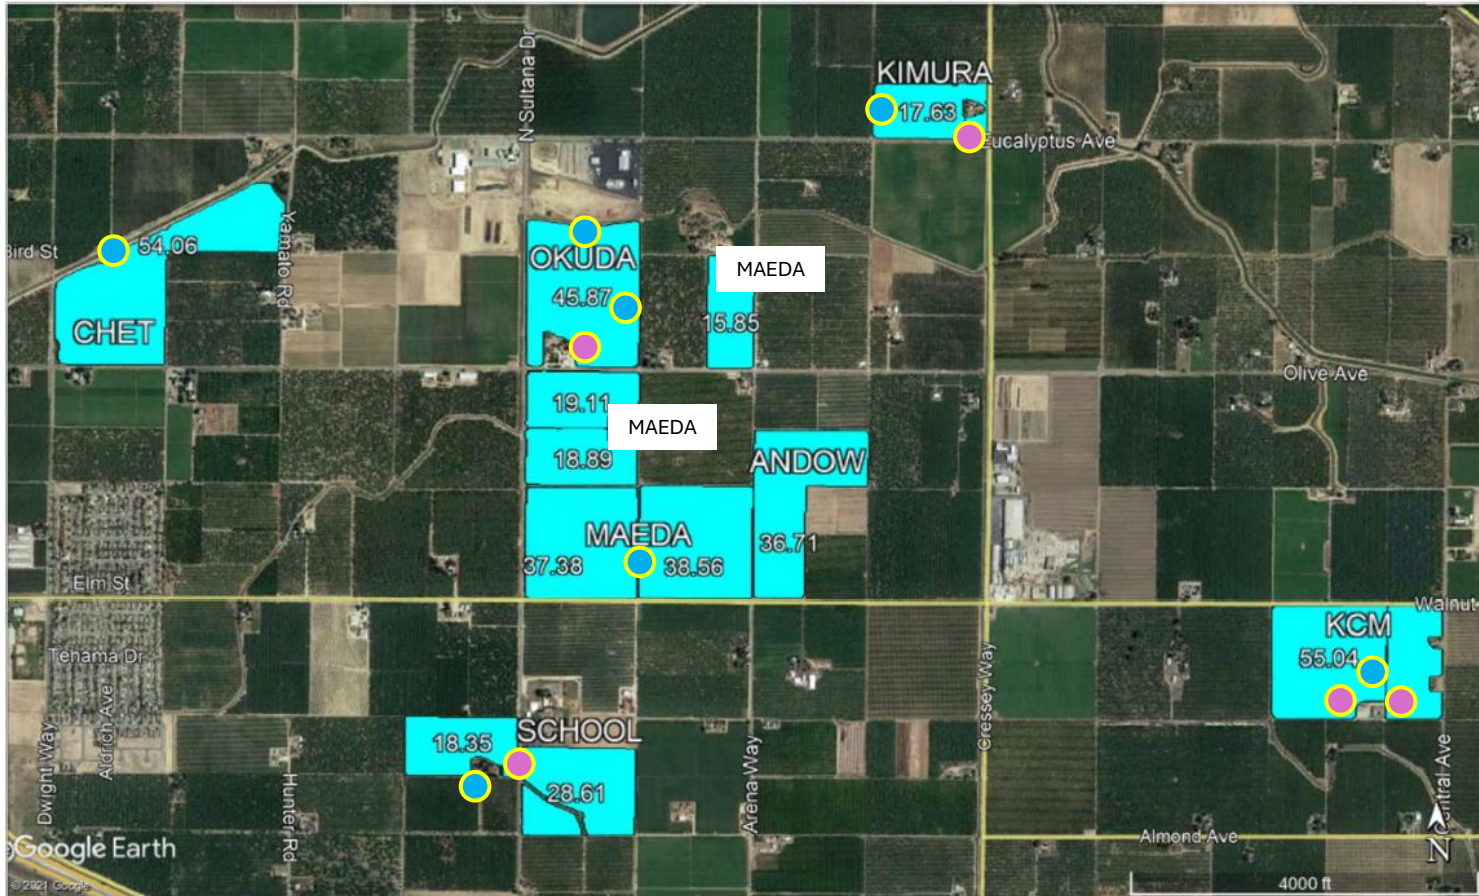 N Sultana Dr
KIMURA
17.63
Eucalyptus Ave
Bird St
54.06
Yamato Rd
CHET
OKUDA
45.87
MAEDA
15.85
Olive Ave
19.11
MAEDA
18.89
ANDOW
MAEDA
37.38
38.56
36.71
Elm St
Walnut
Tehama Dr
KCM
55.04
Cressey Way
Dwight Way
Aldrich Ave
Hunter Rd
SCHOOL
18.35
28.61
Arena Way
Central Ave
Almond Ave
N
Google Earth
© 2021 Google
4000 ft